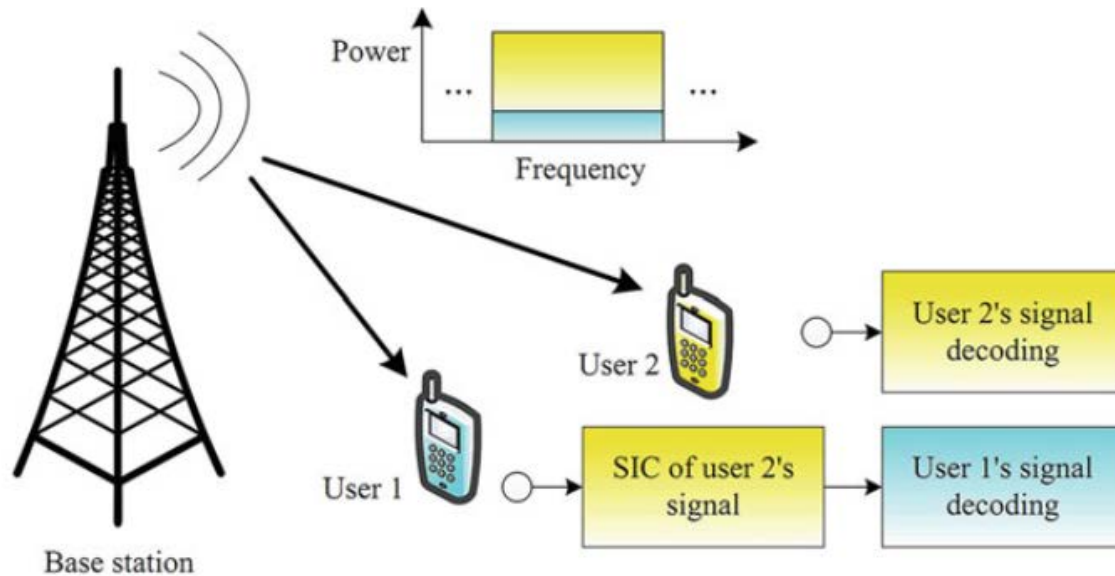 Power
...
...
Frequency
User 2
User 2's signal
decoding
User 1
SIC of user 2's
signal
User 1's signal
decoding
Base station